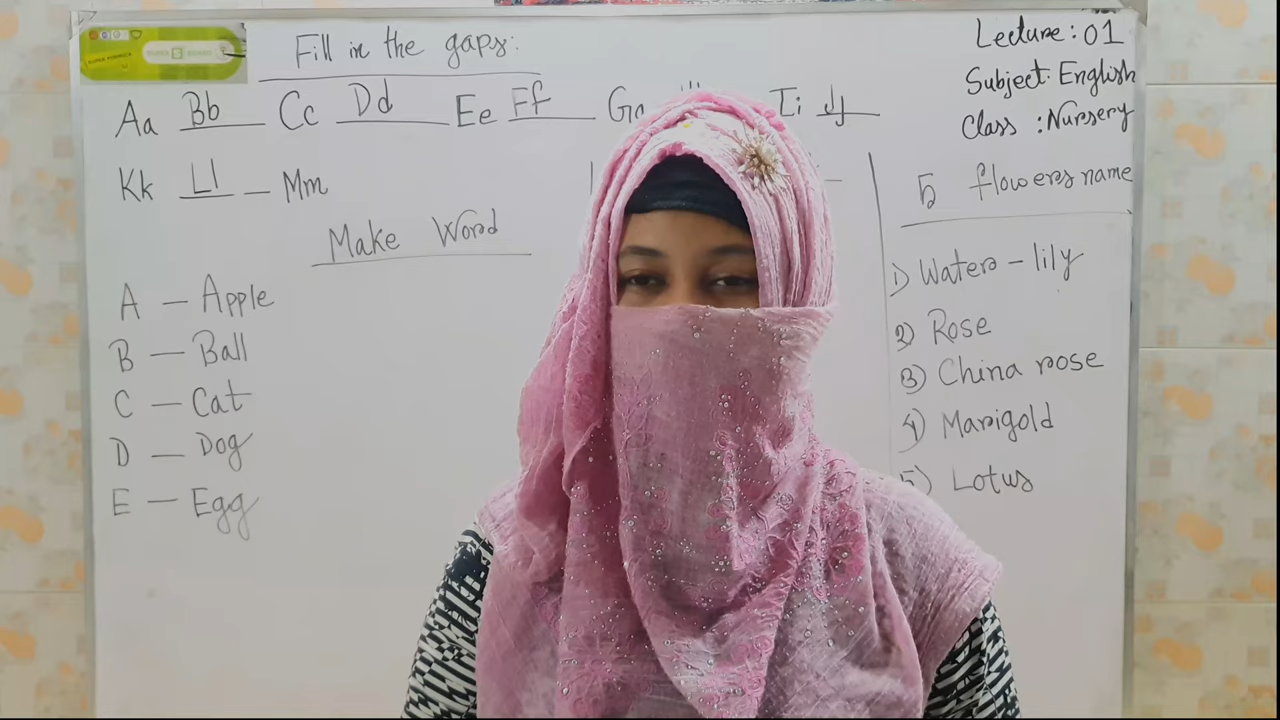 Fill in the gaps:
Lecture: 01
Subject: English
Class : Nursery
Aa Bb Cc Dd Ee Ff Ii Jj
Kk Ll Mm
5 flowers name
Make Word
A — Apple
B — Ball
C — Cat
D — Dog
E — Egg
1) Water - lily
2) Rose
3) China rose
4) Marigold
5) Lotus